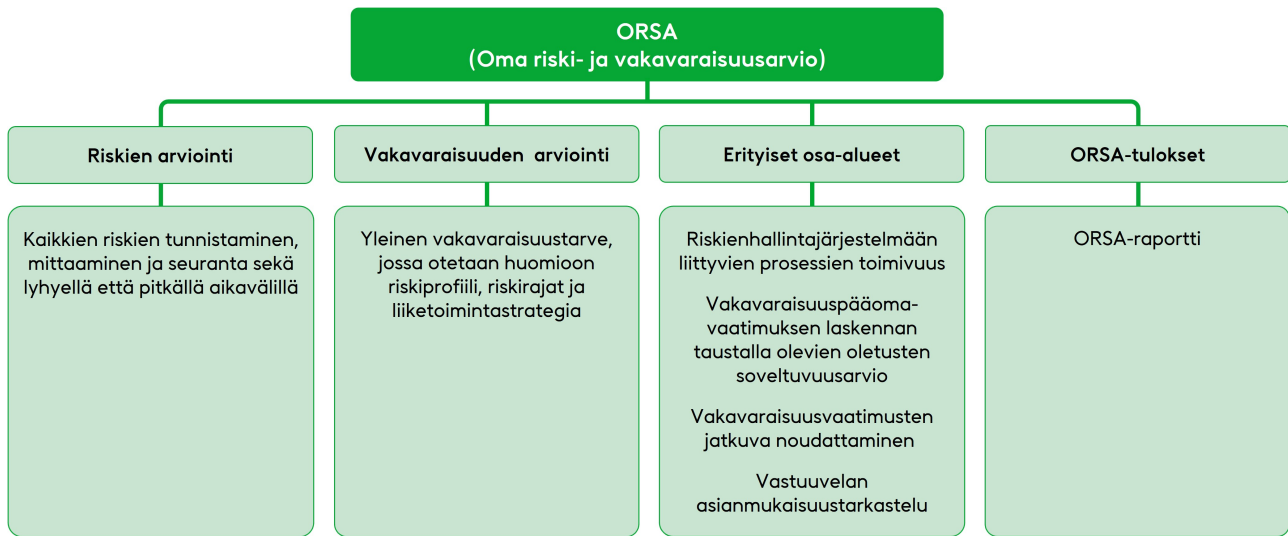 ORSA
(Oma riski- ja vakavaraisuusarvio)
Riskien arviointi
Kaikkien riskien tunnistaminen,
mittaaminen ja seuranta sekä
lyhyellä että pitkällä aikavälillä
Vakavaraisuuden arviointi
Yleinen vakavaraisuustarve,
jossa otetaan huomioon
riskiprofiili, riskirajat ja
liiketoimintastrategia
Erityiset osa-alueet
Riskienhallintajärjestelmään
liittyvien prosessien toimivuus
Vakavaraisuuspääoma-
vaatimuksen laskennan
taustalla olevien oletusten
soveltuvuusarvio
Vakavaraisuusvaatimusten
jatkuva noudattaminen
Vastuuvelan
asianmukaisuustarkastelu
ORSA-tulokset
ORSA-raportti